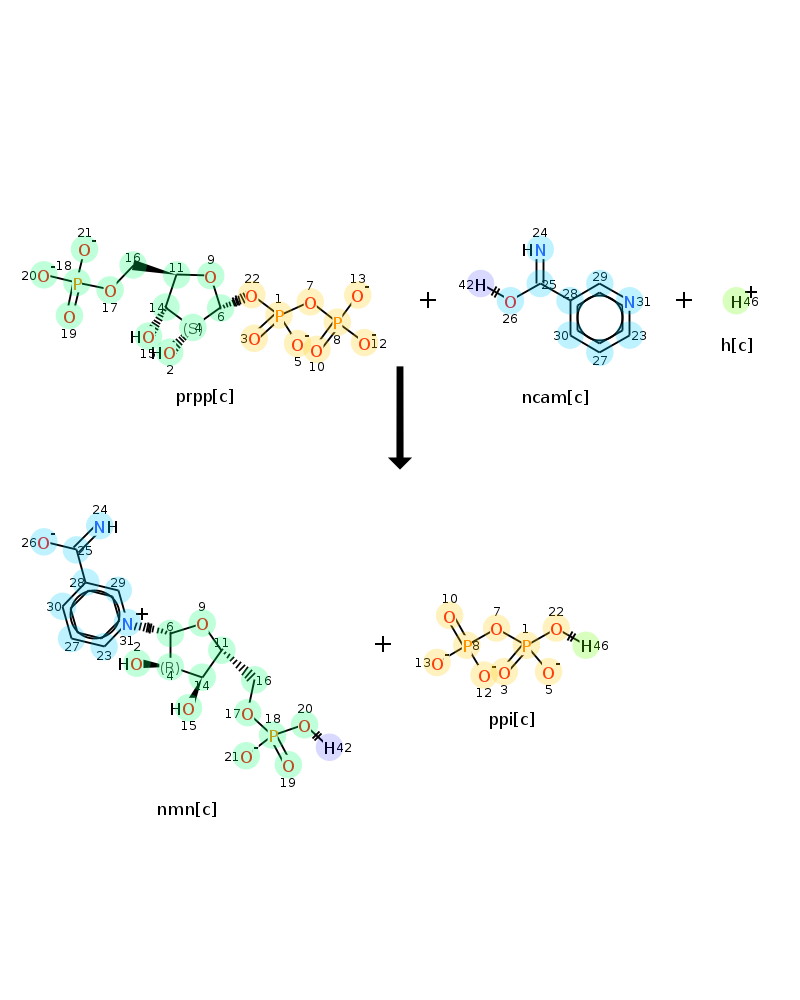 21
O-
20 O -18 P
16
11
9
O
22
O
7
O
13
O-
1
P
O
17
O
19
14
(S)
4
6
HO
15
HO
2
3 O
O-
5
O
10
P
8
O-12
prpp[c]
+
24
HN
42 H
O
26
25
28
29
N 31
30
23
27
ncam[c]
+
H+
46
h[c]
24
NH
26 O-
25
28
29
30
N+
31
27
23
6
9
O
11
HO
2
(R)
4
14
HO
15
16
17 O
18
P
20
O
H 42
21 O-
O
19
nmn[c]
+
10
O
7
O
1
P
22
O
H 46
P 8
13 O-
O-
12
O
3
O-
5
ppi[c]